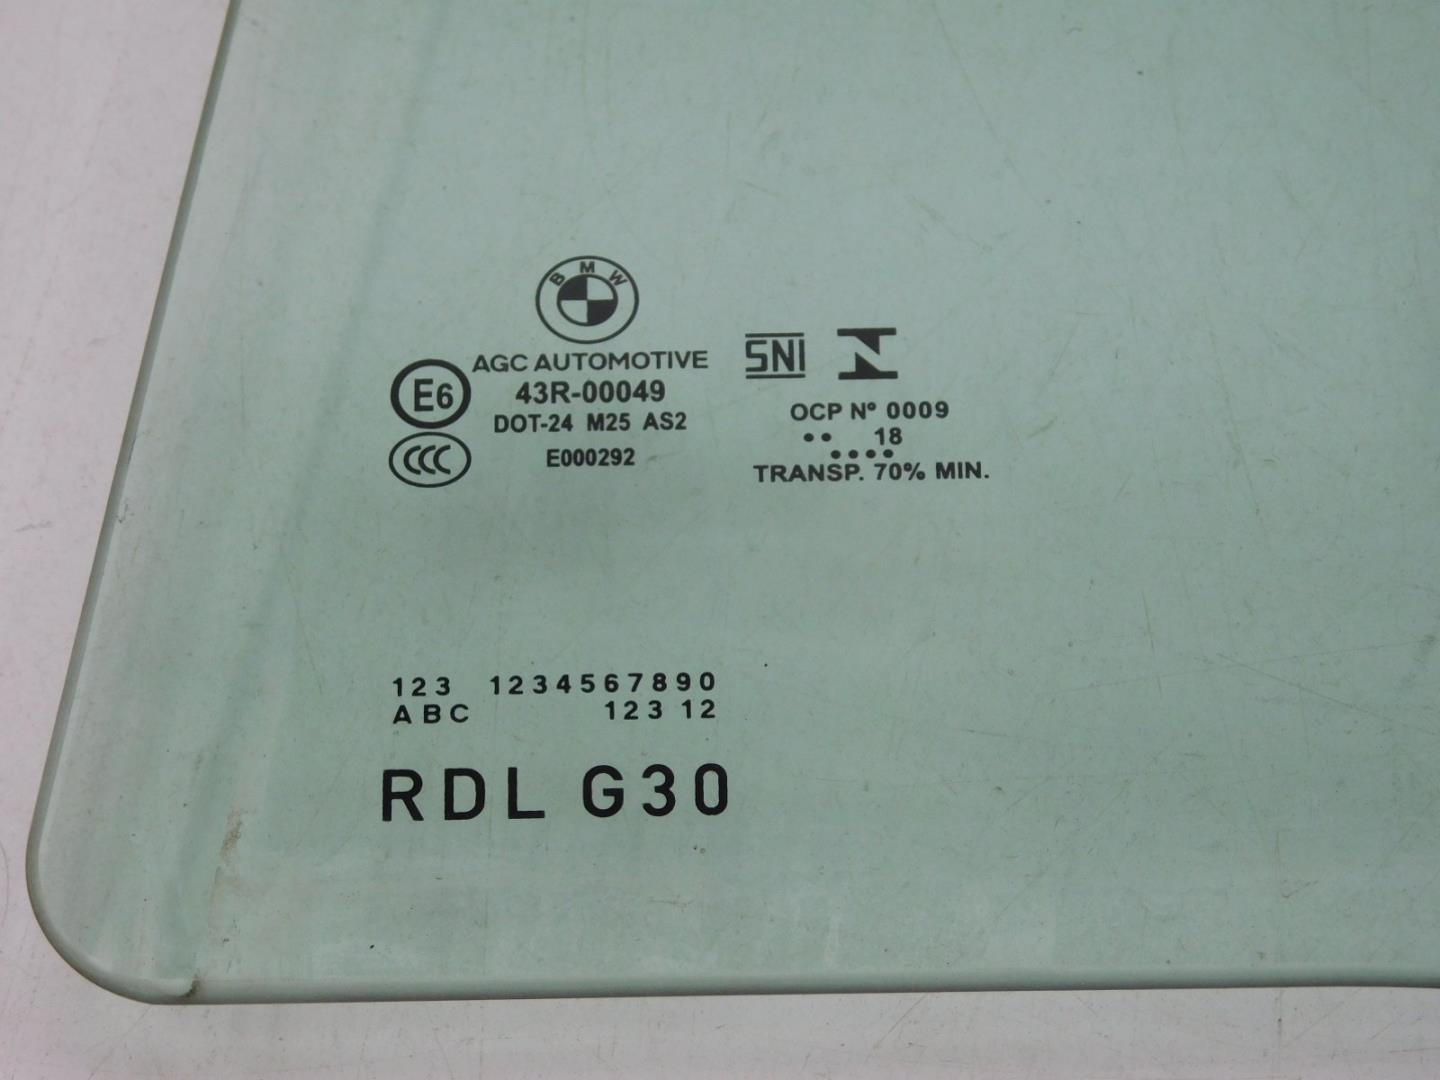 BMW
AGC AUTOMOTIVE
E6
43R-00049
DOT-24 M25 AS2
CCC
E000292
SNI
N
OCP Nº 0009
•• 18
••••
TRANSP. 70% MIN.
123 1234567890
ABC 123 12
RDL G30